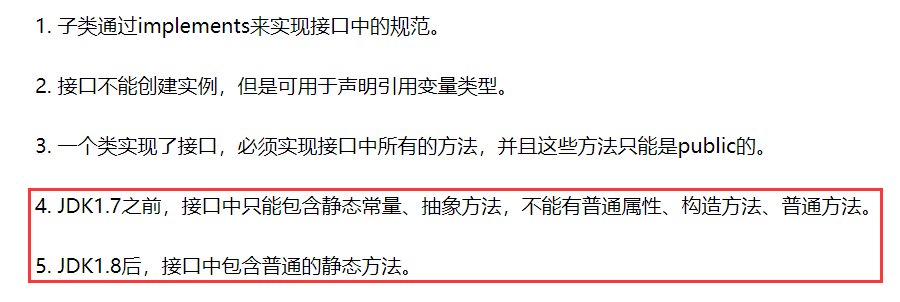 1. 子类通过implements来实现接口中的规范。
2. 接口不能创建实例，但是可用于声明引用变量类型。
3. 一个类实现了接口，必须实现接口中所有的方法，并且这些方法只能是public的。
4. JDK1.7之前，接口中只能包含静态常量、抽象方法，不能有普通属性、构造方法、普通方法。
5. JDK1.8后，接口中包含普通的静态方法。